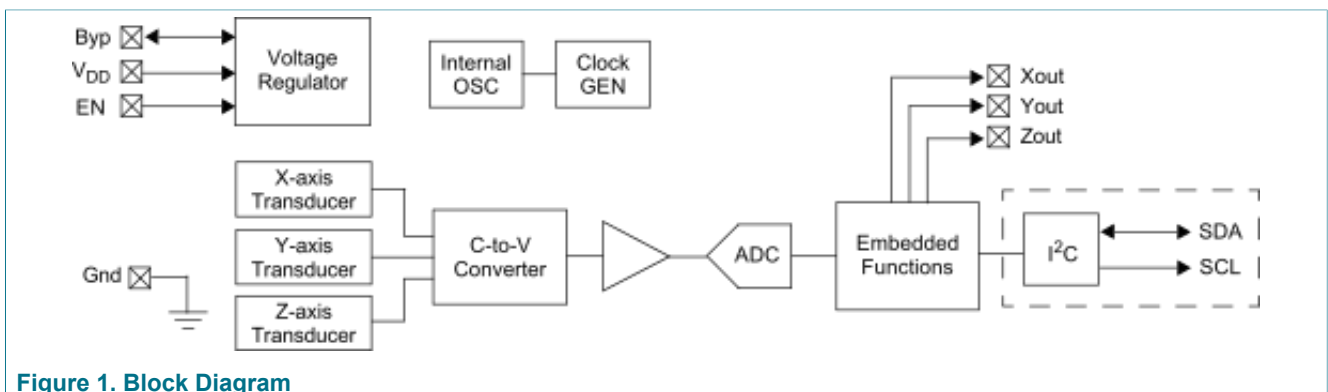 Byp
V_DD
EN
Voltage
Regulator
Internal
OSC
Clock
GEN
Xout
Yout
Zout
X-axis
Transducer
Y-axis
Transducer
Z-axis
Transducer
Gnd
C-to-V
Converter
ADC
Embedded
Functions
I²C
SDA
SCL
Figure 1. Block Diagram